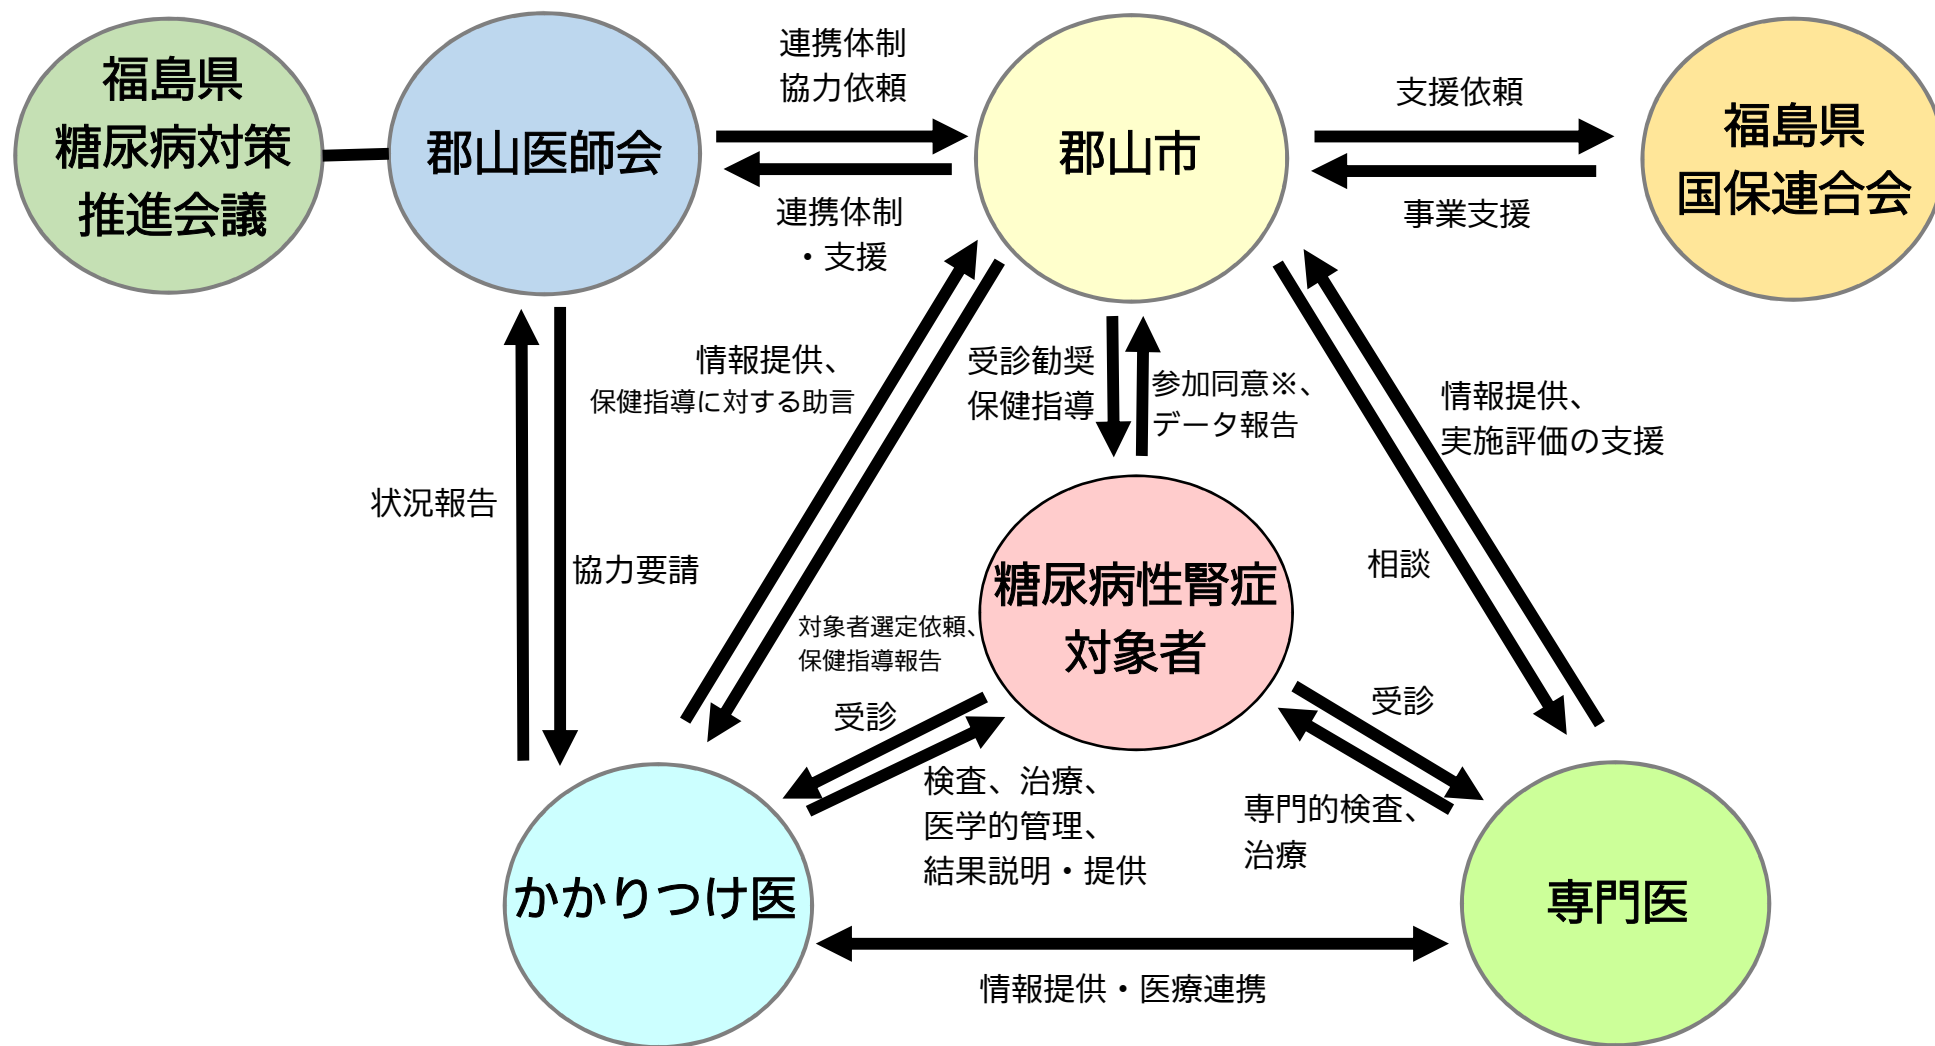 福島県
糖尿病対策
推進会議
郡山医師会
連携体制
協力依頼
連携体制
・支援
郡山市
支援依頼
事業支援
福島県
国保連合会
情報提供、
保健指導に対する助言
受診勧奨
保健指導
参加同意※、
データ報告
情報提供、
実施評価の支援
状況報告
協力要請
相談
対象者選定依頼、
保健指導報告
糖尿病性腎症
対象者
受診
受診
検査、治療、
医学的管理、
結果説明・提供
専門的検査、
治療
かかりつけ医
専門医
情報提供・医療連携